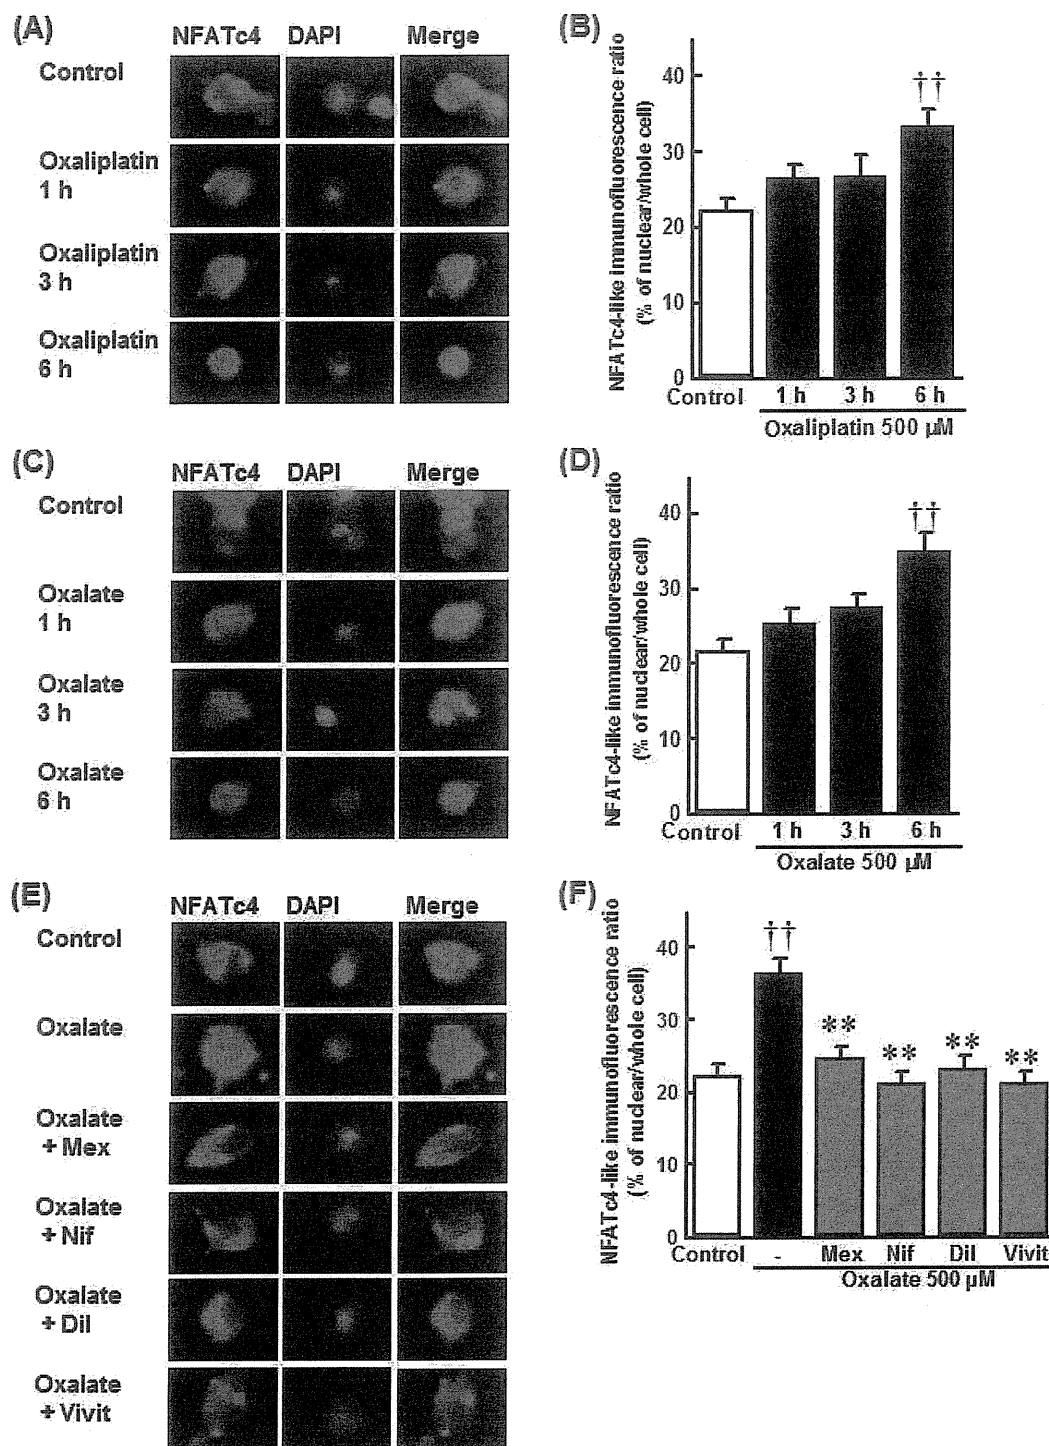 (A)
NFATc4 DAPI Merge
Control
Oxaliplatin
1 h
Oxaliplatin
3 h
Oxaliplatin
6 h
(B)
NFATc4-like immunofluorescence ratio
(% of nuclear/whole cell)
40
30
20
10
0
††
Control 1 h 3 h 6 h
Oxaliplatin 500 µM
(C)
NFATc4 DAPI Merge
Control
Oxalate
1 h
Oxalate
3 h
Oxalate
6 h
(D)
NFATc4-like immunofluorescence ratio
(% of nuclear/whole cell)
40
30
20
10
0
††
Control 1 h 3 h 6 h
Oxalate 500 µM
(E)
NFATc4 DAPI Merge
Control
Oxalate
Oxalate
+ Mex
Oxalate
+ Nif
Oxalate
+ Dil
Oxalate
+ Vivit
(F)
NFATc4-like immunofluorescence ratio
(% of nuclear/whole cell)
40
30
20
10
0
††
** ** ** **
Control - Mex Nif Dil Vivit
Oxalate 500 µM